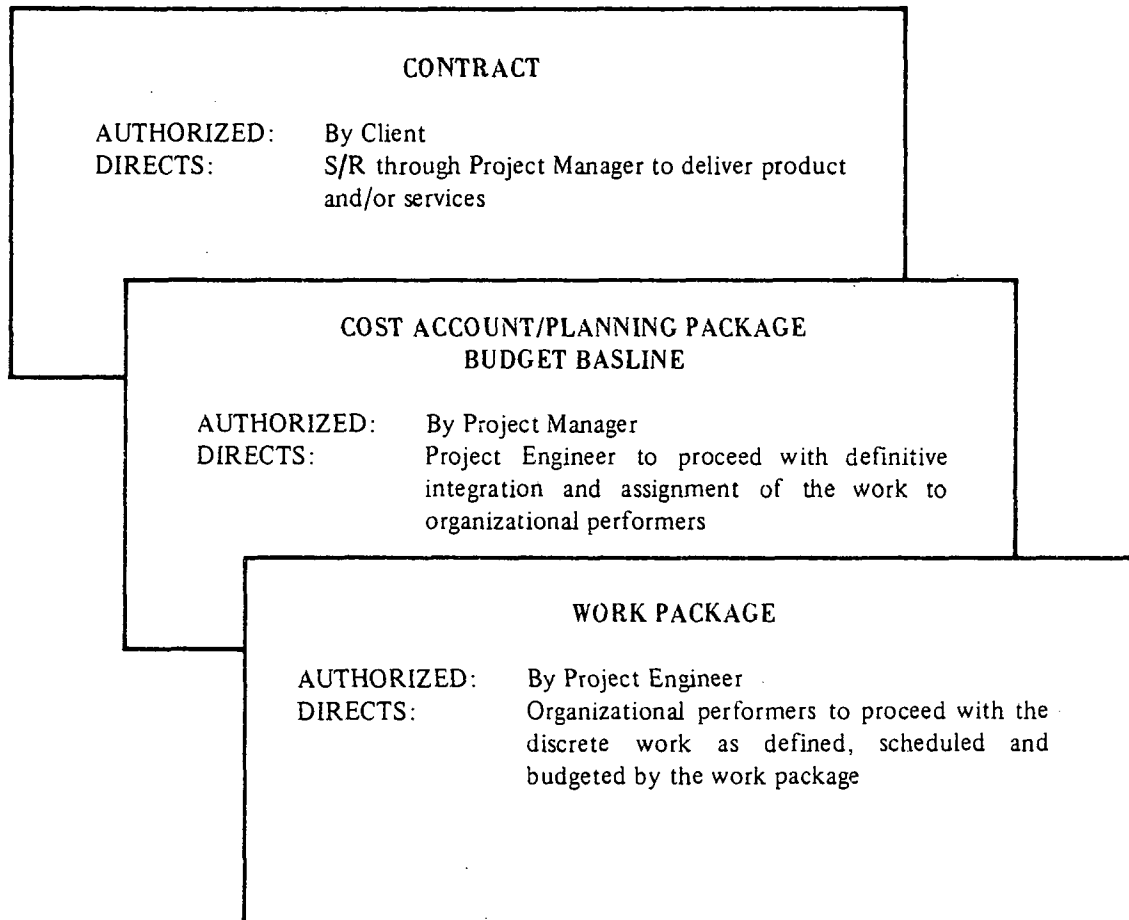 CONTRACT
AUTHORIZED: By Client
DIRECTS: S/R through Project Manager to deliver product
and/or services
COST ACCOUNT/PLANNING PACKAGE
BUDGET BASLINE
AUTHORIZED: By Project Manager
DIRECTS: Project Engineer to proceed with definitive
integration and assignment of the work to
organizational performers
WORK PACKAGE
AUTHORIZED: By Project Engineer
DIRECTS: Organizational performers to proceed with the
discrete work as defined, scheduled and
budgeted by the work package